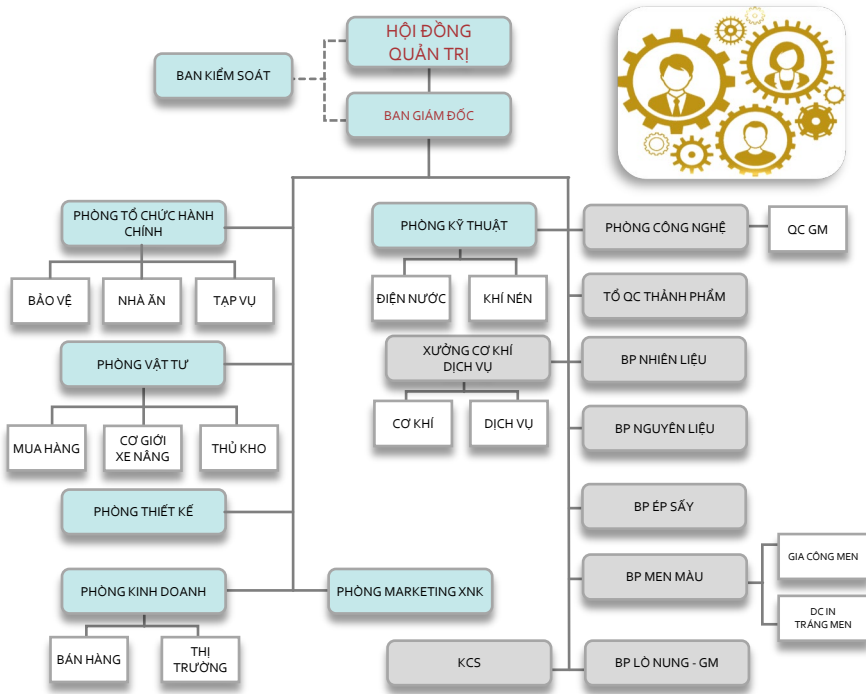 HỘI ĐỒNG
QUẢN TRỊ
BAN KIỂM SOÁT
BAN GIÁM ĐỐC
PHÒNG TỔ CHỨC HÀNH
CHÍNH
BẢO VỆ
NHÀ ĂN
TẠP VỤ
PHÒNG VẬT TƯ
MUA HÀNG
CƠ GIỚI
XE NÂNG
THỦ KHO
PHÒNG THIẾT KẾ
PHÒNG KINH DOANH
BÁN HÀNG
THỊ
TRƯỜNG
PHÒNG MARKETING XNK
PHÒNG KỸ THUẬT
ĐIỆN NƯỚC
KHÍ NÉN
XƯỞNG CƠ KHÍ
DỊCH VỤ
CƠ KHÍ
DỊCH VỤ
PHÒNG CÔNG NGHỆ
QC GM
TỔ QC THÀNH PHẨM
BP NHIÊN LIỆU
BP NGUYÊN LIỆU
BP ÉP SẤY
BP MEN MÀU
GIA CÔNG MEN
DC IN
TRÁNG MEN
KCS
BP LÒ NUNG - GM